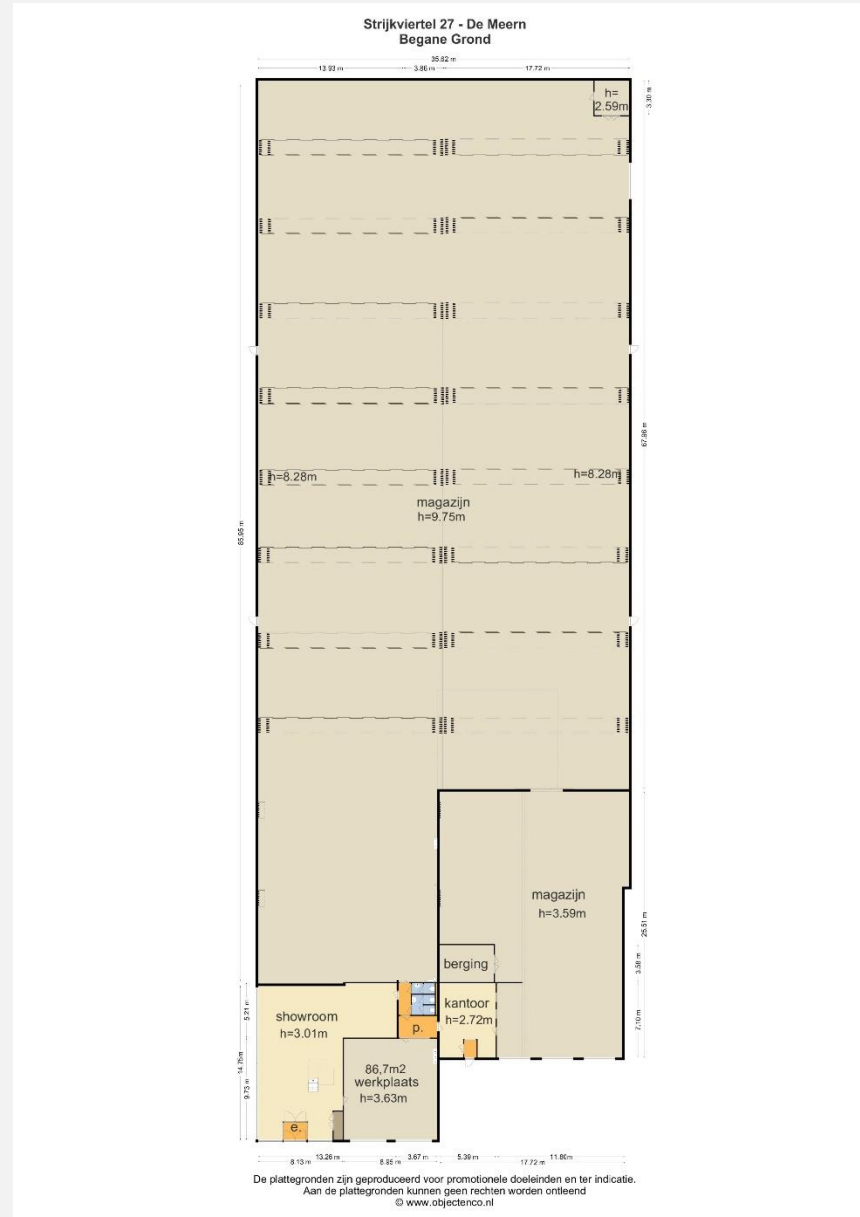 Strijkviertel 27 - De Meern
Begane Grond
35.82 m
13.93 m 3.86 m 17.72 m
h=
2.59m
3.30 m
67.86 m
h=8.28m h=8.28m
magazijn
h=9.75m
85.95 m
magazijn
h=3.59m
25.51 m
berging
3.58 m
kantoor
h=2.72m
showroom
h=3.01m
5.21 m
p.
7.10 m
14.75m
86,7m2
werkplaats
h=3.63m
9.73 m
e.
13.26 m 3.67 m 5.39 m 11.86m
8.13 m 8.95 m 17.72 m
De plattegronden zijn geproduceerd voor promotionele doeleinden en ter indicatie.
Aan de plattegronden kunnen geen rechten worden ontleend
© www.objectenco.nl